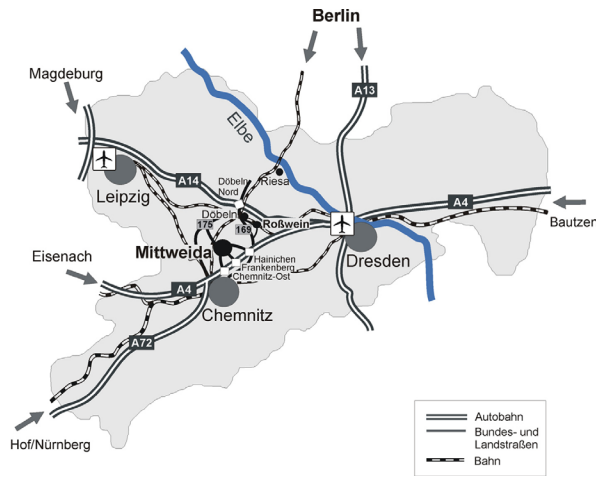 Berlin
Magdeburg
A13
Elbe
A14
Riesa
Döbeln
Nord
Leipzig
A4
Döbeln
Roßwein
175
169
Bautzen
Mittweida
Hainichen
Eisenach
Frankenberg
Dresden
Chemnitz-Ost
A4
Chemnitz
A72
Hof/Nürnberg
Autobahn
Bundes- und
Landstraßen
Bahn